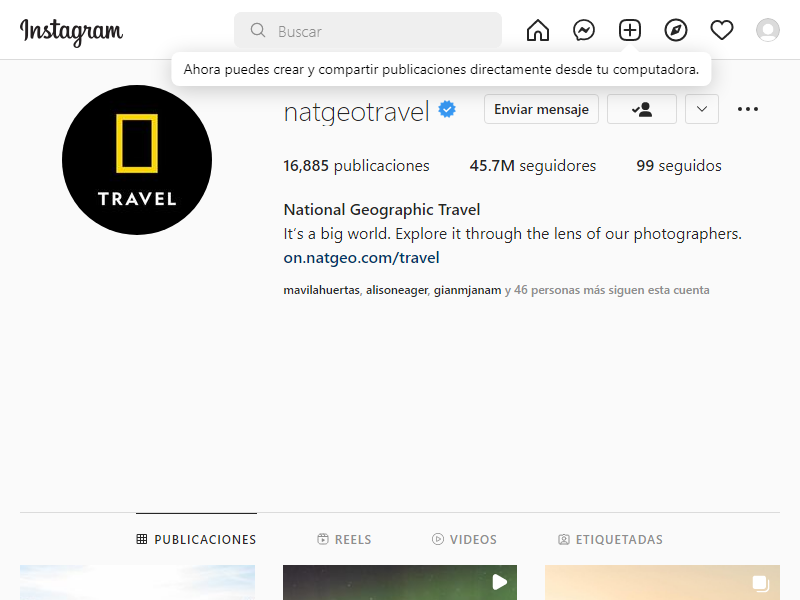 Instagram
Buscar
Ahora puedes crear y compartir publicaciones directamente desde tu computadora.
TRAVEL
natgeotravel
Enviar mensaje
16,885 publicaciones 45.7M seguidores 99 seguidos
National Geographic Travel
It's a big world. Explore it through the lens of our photographers.
on.natgeo.com/travel
mavilahuertas, alisoneager, gianmjanam y 46 personas más siguen esta cuenta
PUBLICACIONES REELS VIDEOS ETIQUETADAS